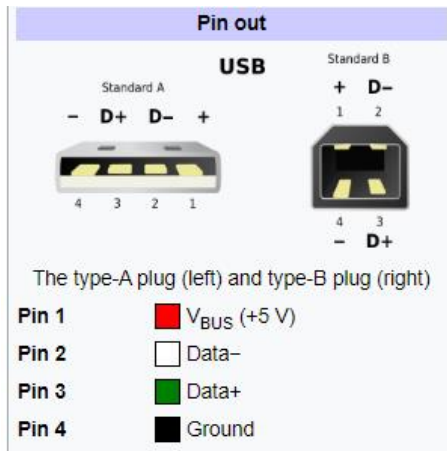 Pin out
USB
Standard A
− D+ D− +
4 3 2 1
Standard B
+ D−
1 2
4 3
− D+
The type-A plug (left) and type-B plug (right)
Pin 1 VBUS (+5 V)
Pin 2 Data−
Pin 3 Data+
Pin 4 Ground